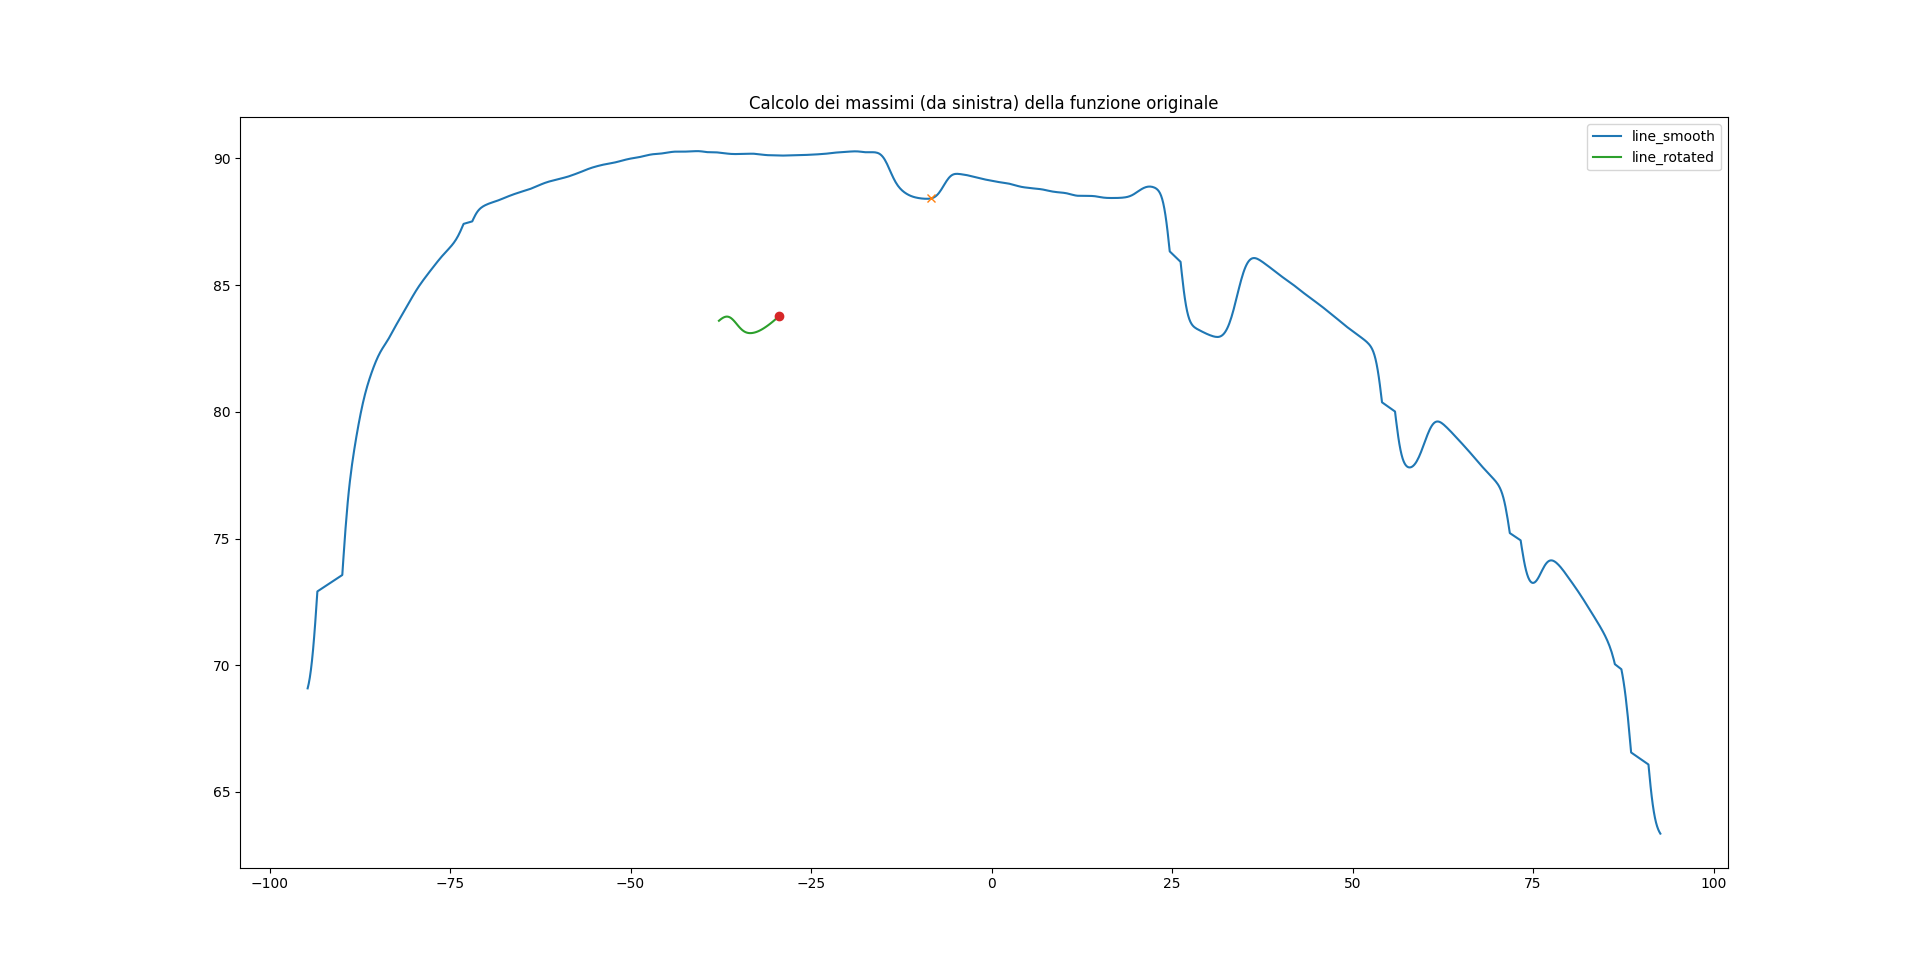 Calcolo dei massimi (da sinistra) della funzione originale
line_smooth
line_rotated
90
85
80
75
70
65
−100 −75 −50 −25 0 25 50 75 100